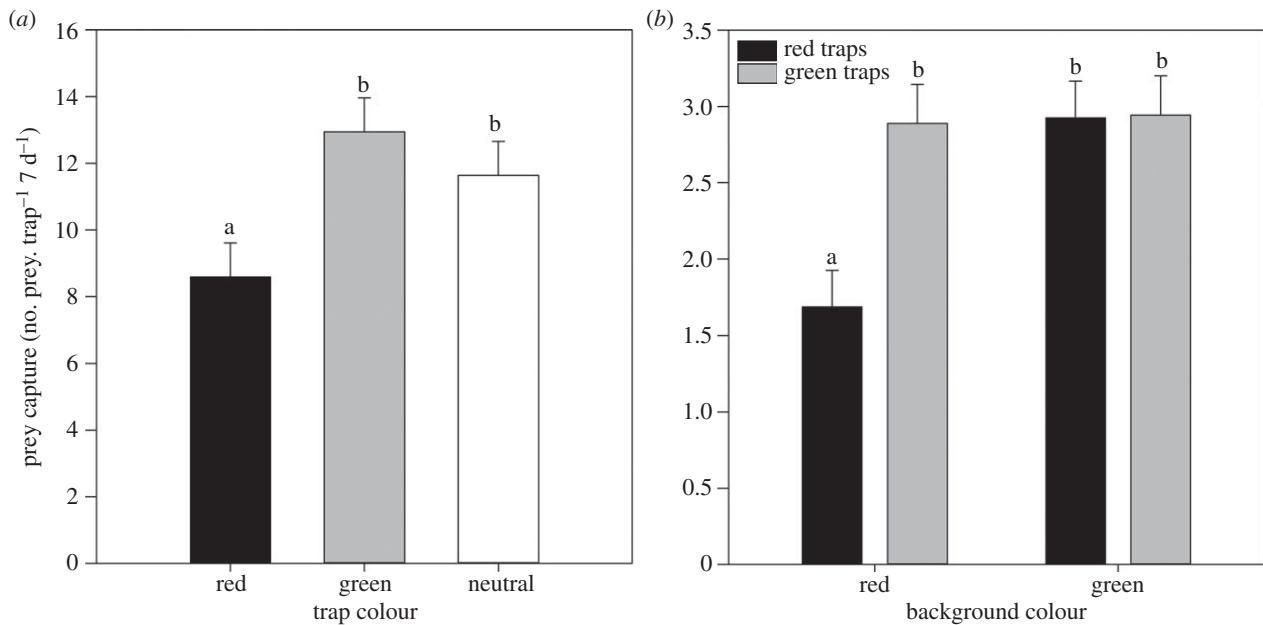 (a)
prey capture (no. prey. trap⁻¹ 7 d⁻¹)
16
14
12
10
8
6
4
2
0
a
b
b
red green neutral
trap colour
(b)
red traps
green traps
3.5
3.0
2.5
2.0
1.5
1.0
0.5
0
a
b
b
b
red green
background colour